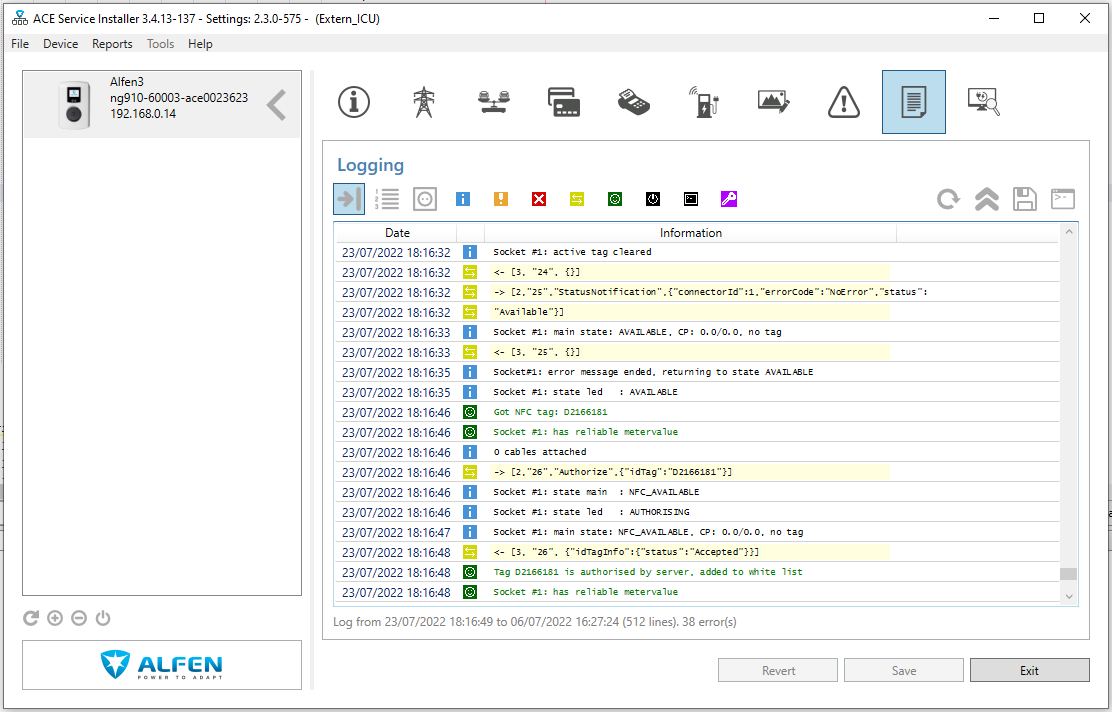 ACE Service Installer 3.4.13-137 - Settings: 2.3.0-575 - (Extern_ICU)
File Device Reports Tools Help
Alfen3
ng910-60003-ace0023623
192.168.0.14
Logging
Date Information
23/07/2022 18:16:32 Socket #1: active tag cleared
23/07/2022 18:16:32 <- [3, "24", {}]
23/07/2022 18:16:32 -> [2,"25","StatusNotification",{"connectorId":1,"errorCode":"NoError","status":
23/07/2022 18:16:32 "Available"}]
23/07/2022 18:16:33 Socket #1: main state: AVAILABLE, CP: 0.0/0.0, no tag
23/07/2022 18:16:33 <- [3, "25", {}]
23/07/2022 18:16:35 Socket#1: error message ended, returning to state AVAILABLE
23/07/2022 18:16:35 Socket #1: state led : AVAILABLE
23/07/2022 18:16:46 Got NFC tag: D2166181
23/07/2022 18:16:46 Socket #1: has reliable metervalue
23/07/2022 18:16:46 0 cables attached
23/07/2022 18:16:46 -> [2,"26","Authorize",{"idTag":"D2166181"}]
23/07/2022 18:16:46 Socket #1: state main : NFC_AVAILABLE
23/07/2022 18:16:46 Socket #1: state led : AUTHORISING
23/07/2022 18:16:47 Socket #1: main state: NFC_AVAILABLE, CP: 0.0/0.0, no tag
23/07/2022 18:16:48 <- [3, "26", {"idTagInfo":{"status":"Accepted"}}]
23/07/2022 18:16:48 Tag D2166181 is authorised by server, added to white list
23/07/2022 18:16:48 Socket #1: has reliable metervalue
Log from 23/07/2022 18:16:49 to 06/07/2022 16:27:24 (512 lines). 38 error(s)
ALFEN
POWER TO ADAPT
Revert Save Exit